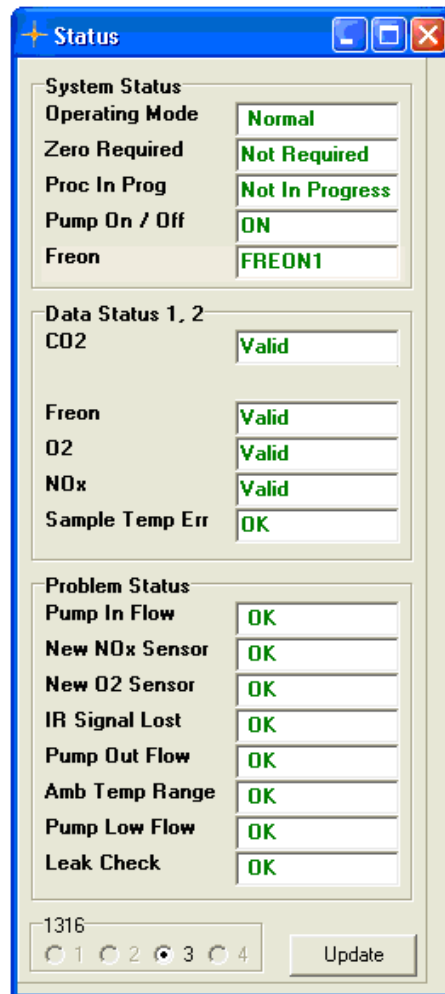 Status
System Status
Operating Mode Normal
Zero Required Not Required
Proc In Prog Not In Progress
Pump On / Off ON
Freon FREON1
Data Status 1, 2
CO2 Valid
Freon Valid
O2 Valid
NOx Valid
Sample Temp Err OK
Problem Status
Pump In Flow OK
New NOx Sensor OK
New O2 Sensor OK
IR Signal Lost OK
Pump Out Flow OK
Amb Temp Range OK
Pump Low Flow OK
Leak Check OK
1316
1 2 3 4 Update